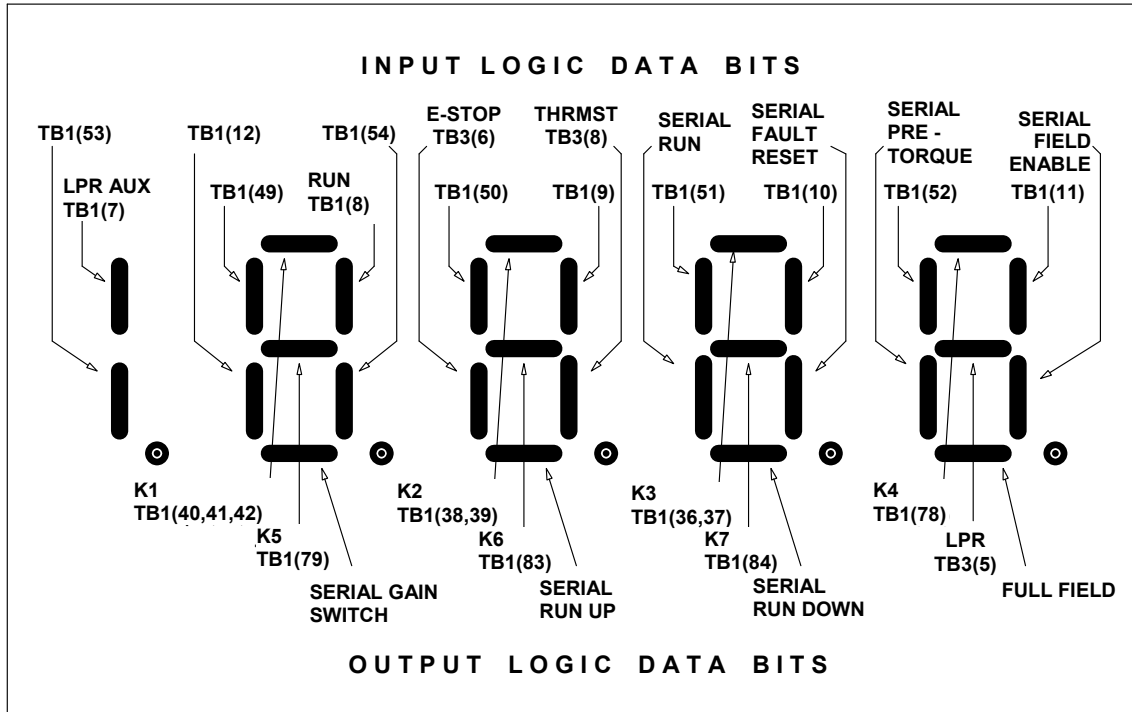 INPUT LOGIC DATA BITS
TB1(53)
LPR AUX
TB1(7)
TB1(12)
TB1(49)
RUN
TB1(8)
TB1(54)
E-STOP
TB3(6)
TB1(50)
THRMST
TB3(8)
TB1(9)
SERIAL
RUN
TB1(51)
SERIAL
FAULT
RESET
TB1(10)
SERIAL
PRE -
TORQUE
TB1(52)
SERIAL
FIELD
ENABLE
TB1(11)
K1
TB1(40,41,42)
K5
TB1(79)
SERIAL GAIN
SWITCH
K2
TB1(38,39)
K6
TB1(83)
SERIAL
RUN UP
K3
TB1(36,37)
K7
TB1(84)
SERIAL
RUN DOWN
K4
TB1(78)
LPR
TB3(5)
FULL FIELD
OUTPUT LOGIC DATA BITS